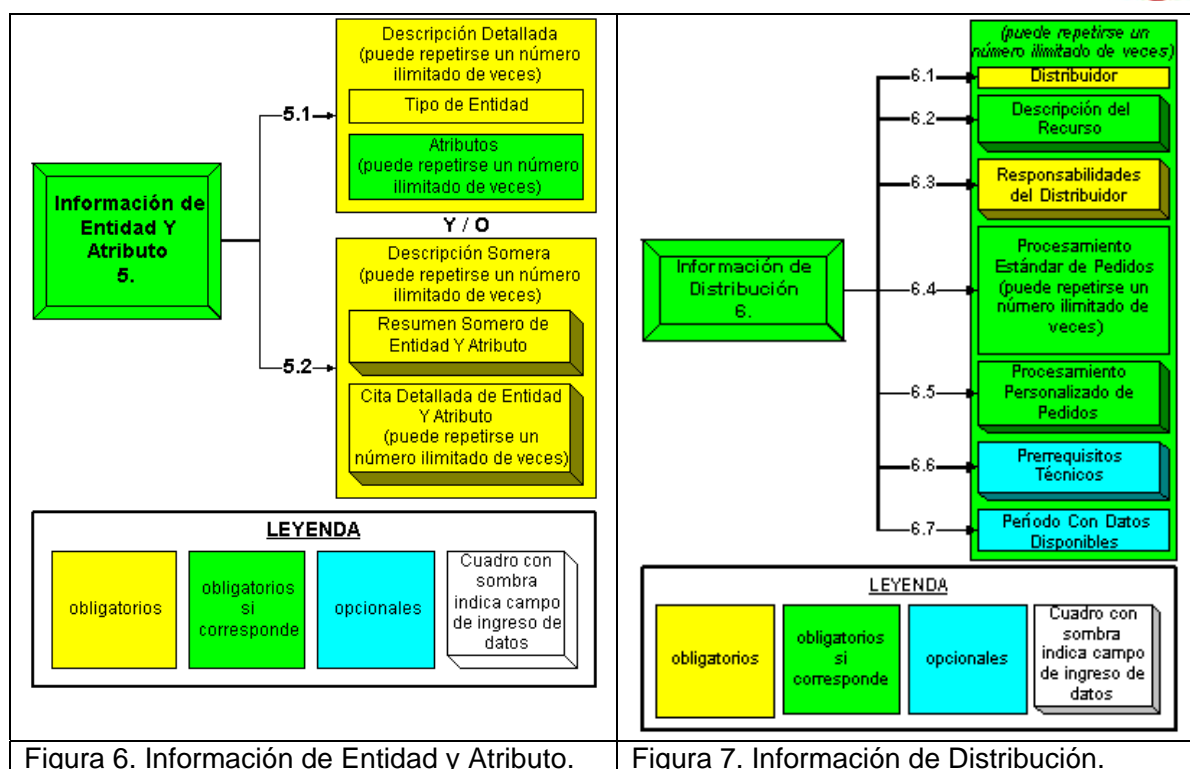 Descripción Detallada
(puede repetirse un número
ilimitado de veces)
5.1
Tipo de Entidad
Atributos
(puede repetirse un número
ilimitado de veces)
Información de
Entidad Y
Atributo
5.
Y / O
Descripción Somera
(puede repetirse un número
ilimitado de veces)
Resumen Somero de
Entidad Y Atributo
5.2
Cita Detallada de Entidad
Y Atributo
(puede repetirse un
número ilimitado de veces)
LEYENDA
obligatorios
obligatorios
si
corresponde
opcionales
Cuadro con
sombra
indica campo
de ingreso de
datos
Figura 6. Información de Entidad y Atributo.
(puede repetirse un
número ilimitado de veces)
6.1
Distribuidor
6.2
Descripción del
Recurso
6.3
Responsabilidades
del Distribuidor
Información de
Distribución
6.
6.4
Procesamiento
Estándar de Pedidos
(puede repetirse un
número ilimitado de
veces)
6.5
Procesamiento
Personalizado de
Pedidos
6.6
Prerrequisitos
Técnicos
6.7
Período Con Datos
Disponibles
LEYENDA
obligatorios
obligatorios
si
corresponde
opcionales
Cuadro con
sombra
indica campo
de ingreso de
datos
Figura 7. Información de Distribución.